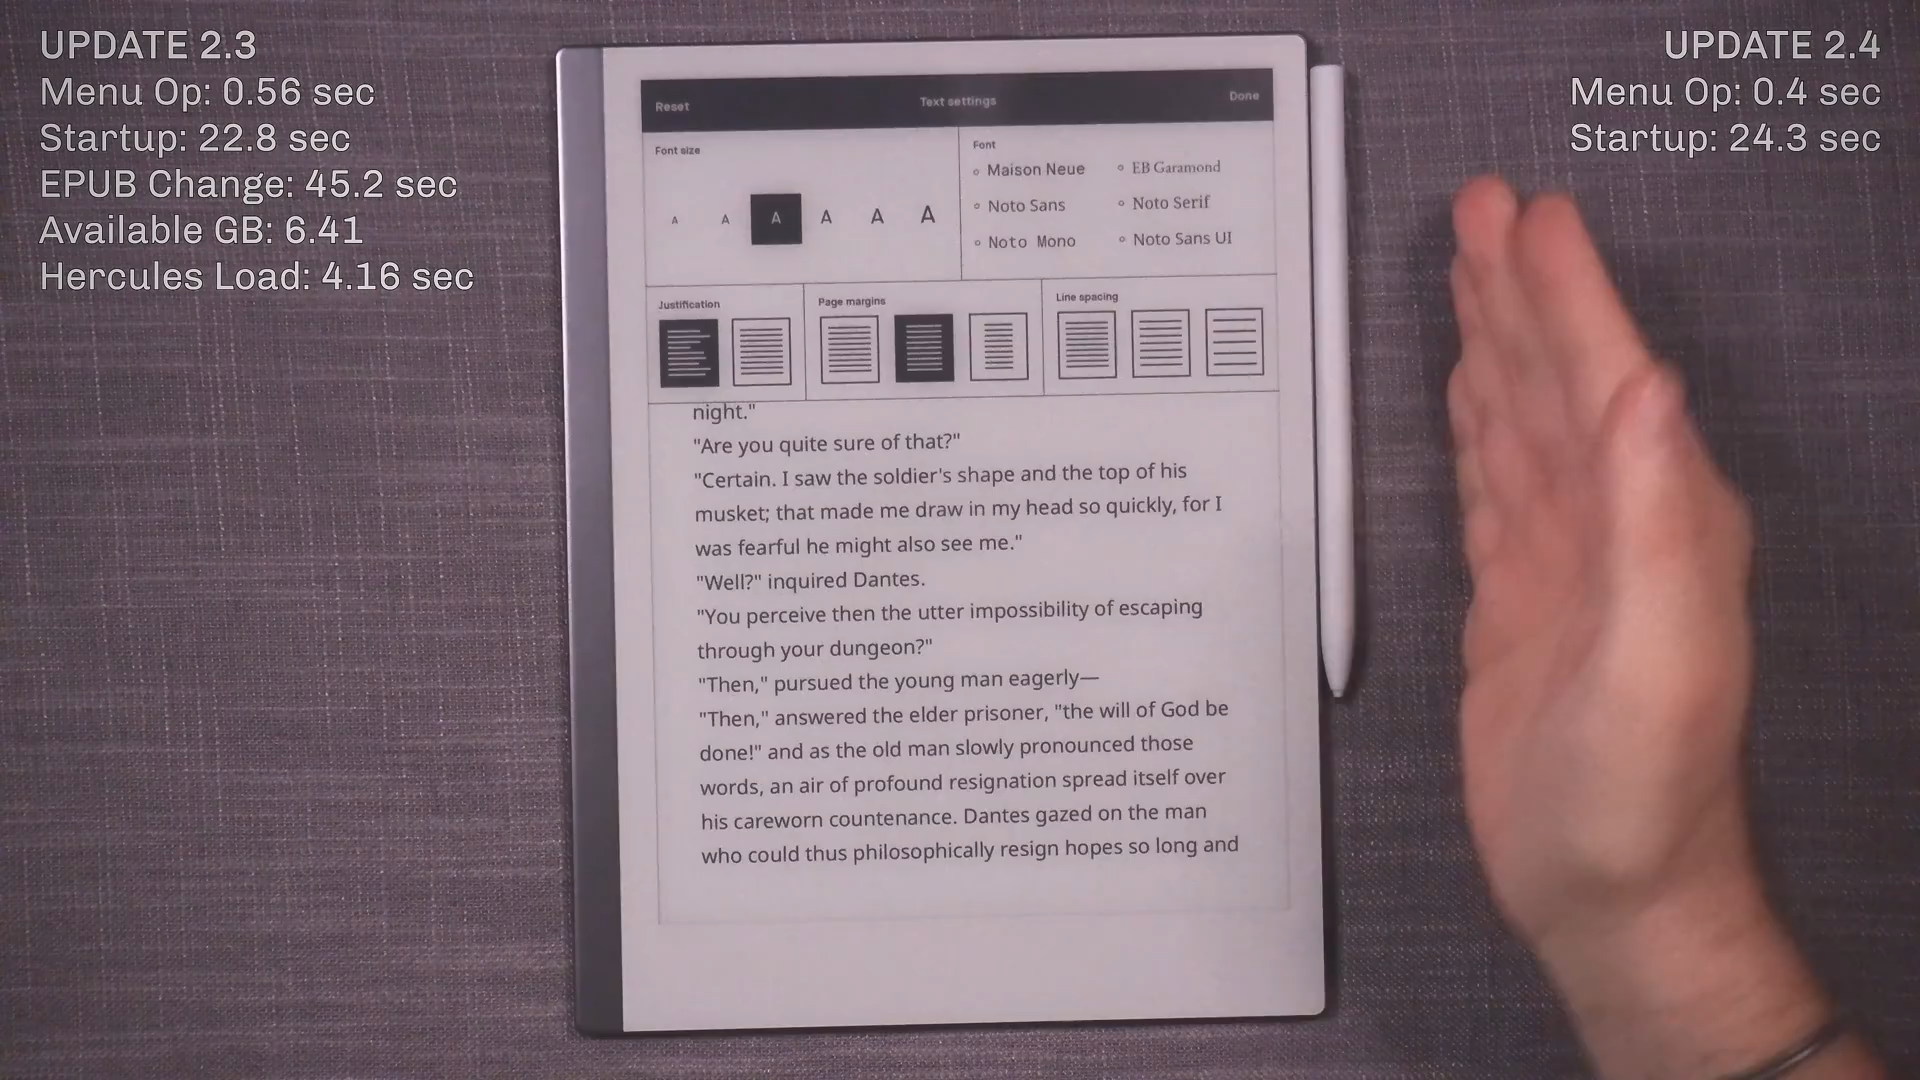 UPDATE 2.3
Menu Op: 0.56 sec
Startup: 22.8 sec
EPUB Change: 45.2 sec
Available GB: 6.41
Hercules Load: 4.16 sec
UPDATE 2.4
Menu Op: 0.4 sec
Startup: 24.3 sec
Reset
Text settings
Done
Font size
A A A A A A
Font
Maison Neue
EB Garamond
Noto Sans
Noto Serif
Noto Mono
Noto Sans UI
Justification
Page margins
Line spacing
night."
"Are you quite sure of that?"
"Certain. I saw the soldier's shape and the top of his
musket; that made me draw in my head so quickly, for I
was fearful he might also see me."
"Well?" inquired Dantes.
"You perceive then the utter impossibility of escaping
through your dungeon?"
"Then," pursued the young man eagerly—
"Then," answered the elder prisoner, "the will of God be
done!" and as the old man slowly pronounced those
words, an air of profound resignation spread itself over
his careworn countenance. Dantes gazed on the man
who could thus philosophically resign hopes so long and